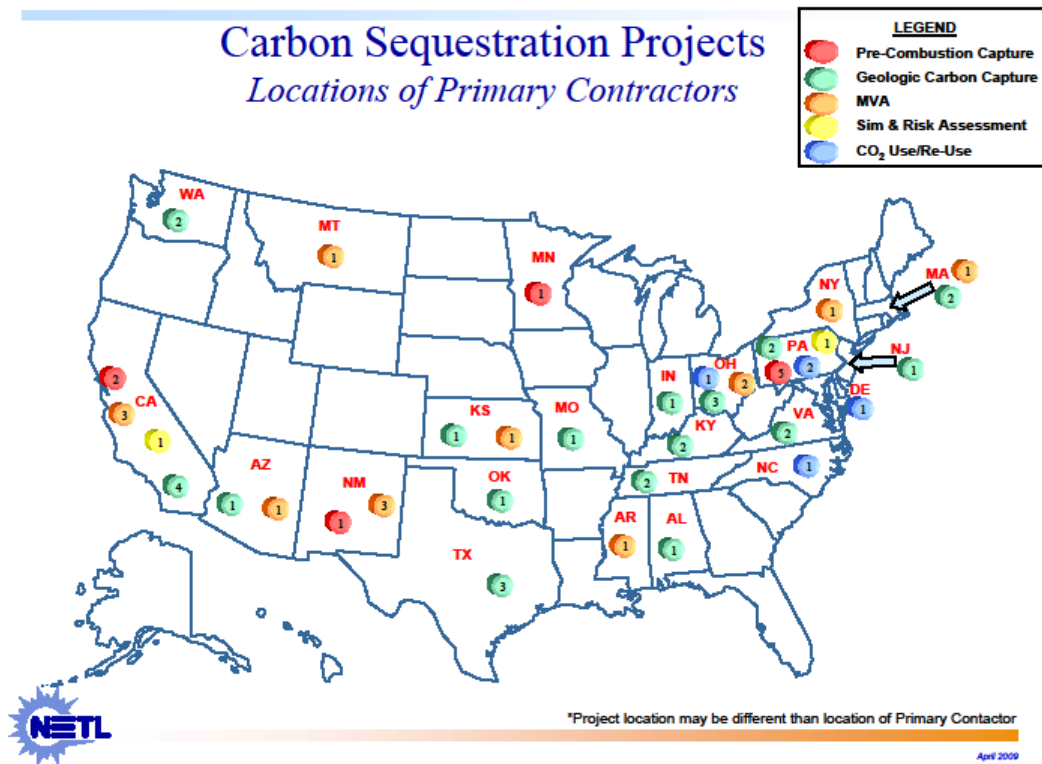 Carbon Sequestration Projects
Locations of Primary Contractors
LEGEND
Pre-Combustion Capture
Geologic Carbon Capture
MVA
Sim & Risk Assessment
CO₂ Use/Re-Use
WA
2
MT
1
MN
1
MA
1
2
NY
1
PA
2
1
5
2
NJ
1
DE
1
OH
1
2
3
IN
1
CA
2
3
1
4
KS
1
1
MO
1
KY
2
VA
2
AZ
1
1
NM
1
3
OK
1
TN
2
NC
1
AR
1
AL
1
TX
3
NETL
*Project location may be different than location of Primary Contactor
April 2009